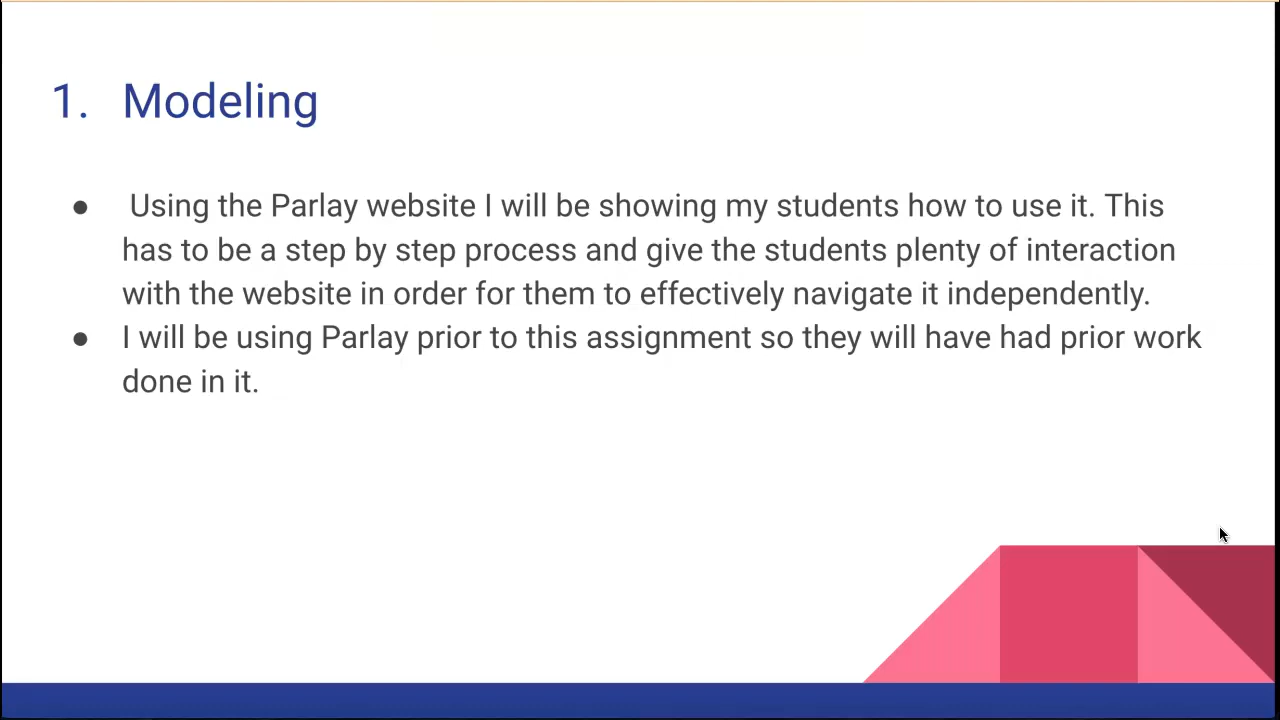 1. Modeling
● Using the Parlay website I will be showing my students how to use it. This
has to be a step by step process and give the students plenty of interaction
with the website in order for them to effectively navigate it independently.
● I will be using Parlay prior to this assignment so they will have had prior work
done in it.